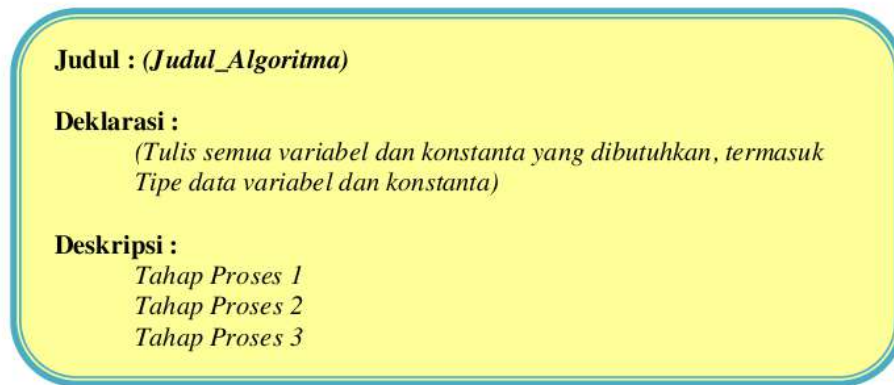 Judul : (Judul_Algoritma)
Deklarasi :
(Tulis semua variabel dan konstanta yang dibutuhkan, termasuk
Tipe data variabel dan konstanta)
Deskripsi :
Tahap Proses 1
Tahap Proses 2
Tahap Proses 3